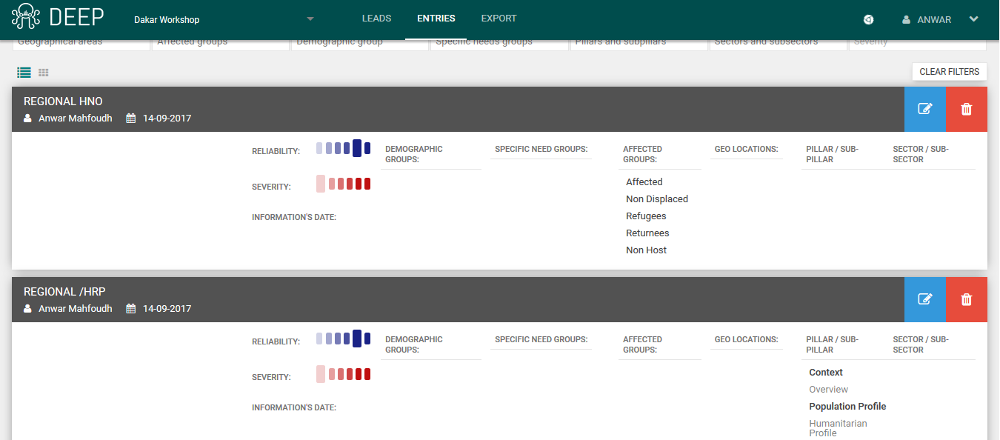 DEEP
Dakar Workshop
LEADS
ENTRIES
EXPORT
ANWAR
Geographical areas
Affected groups
Demographic group
Specific needs groups
Pillars and subpillars
Sectors and subsectors
Severity
CLEAR FILTERS
REGIONAL HNO
Anwar Mahfoudh 14-09-2017
RELIABILITY:
SEVERITY:
INFORMATION'S DATE:
DEMOGRAPHIC
GROUPS:
SPECIFIC NEED GROUPS:
AFFECTED
GROUPS:
Affected
Non Displaced
Refugees
Returnees
Non Host
GEO LOCATIONS:
PILLAR / SUB-
PILLAR
SECTOR / SUB-
SECTOR
REGIONAL /HRP
Anwar Mahfoudh 14-09-2017
RELIABILITY:
SEVERITY:
INFORMATION'S DATE:
DEMOGRAPHIC
GROUPS:
SPECIFIC NEED GROUPS:
AFFECTED
GROUPS:
GEO LOCATIONS:
PILLAR / SUB-
PILLAR
SECTOR / SUB-
SECTOR
Context
Overview
Population Profile
Humanitarian
Profile